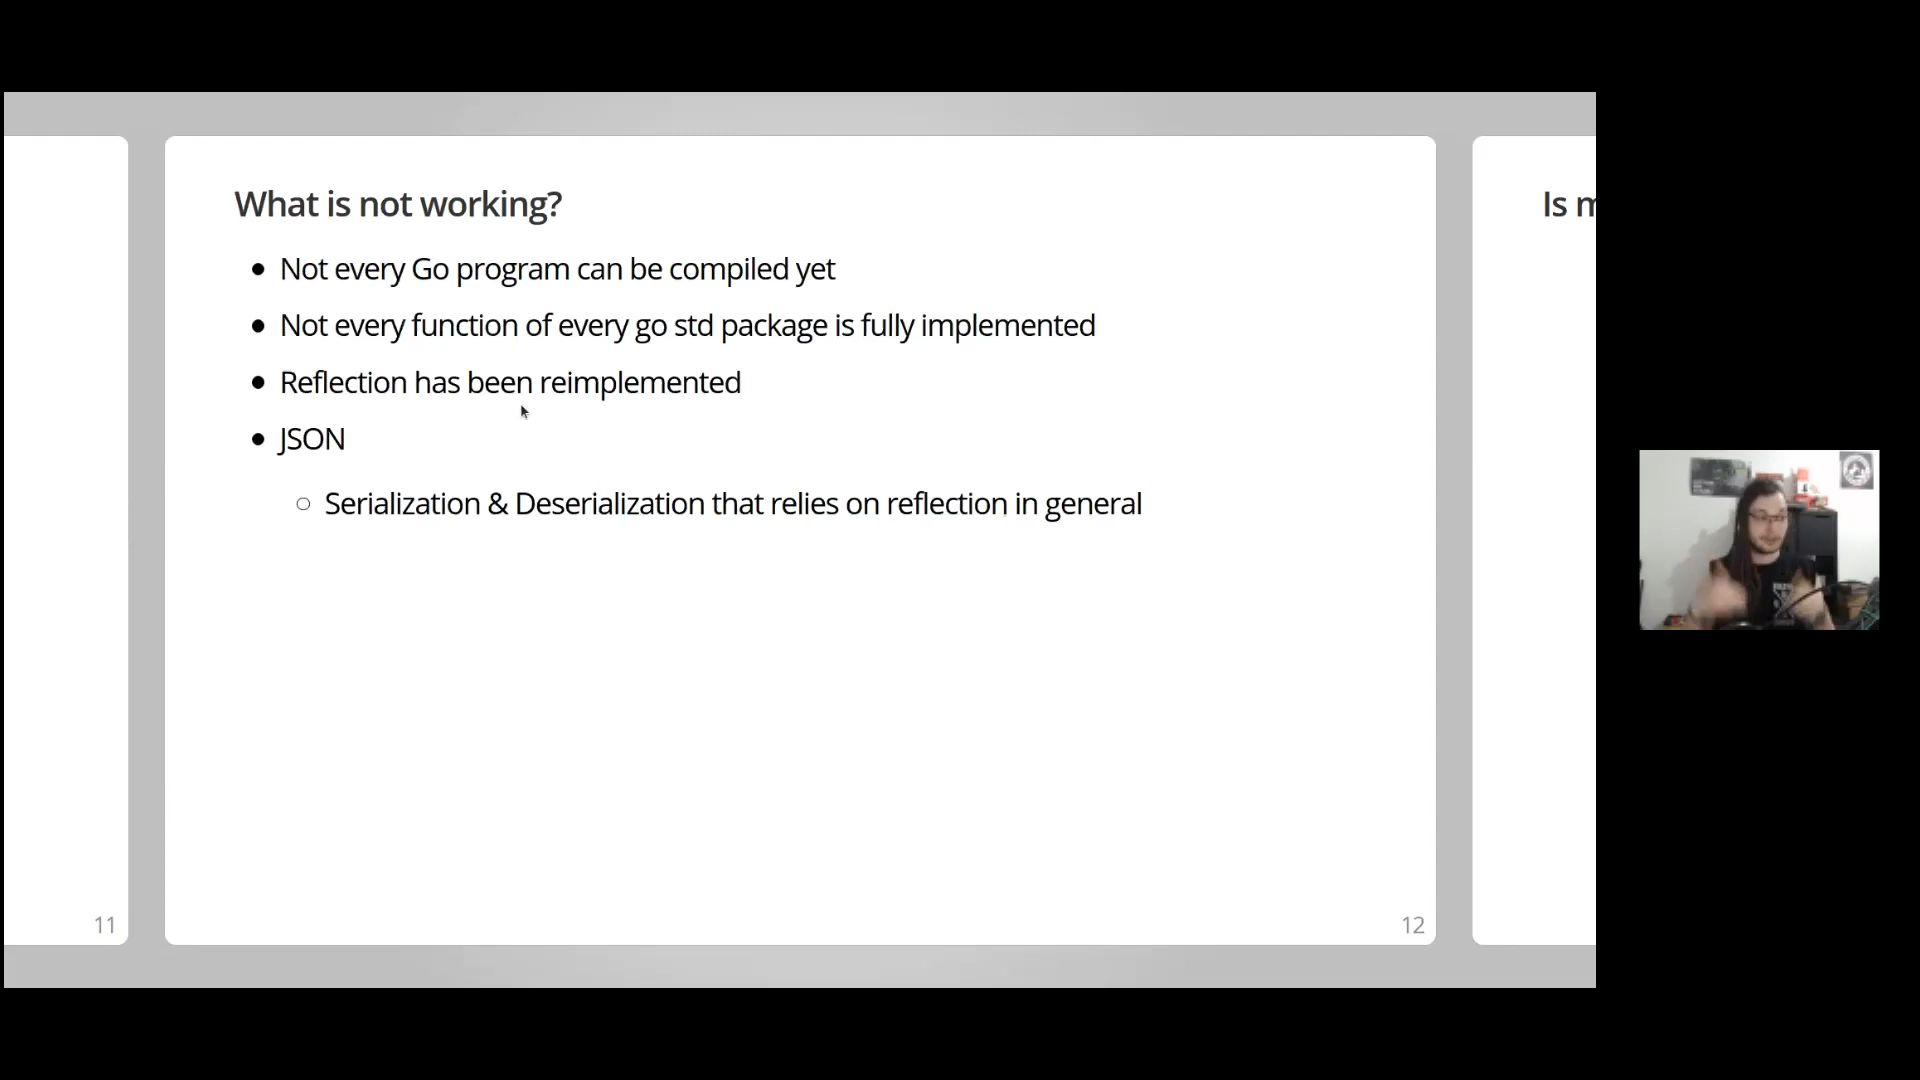 What is not working?
Not every Go program can be compiled yet
Not every function of every go std package is fully implemented
Reflection has been reimplemented
JSON
Serialization & Deserialization that relies on reflection in general
11
12
Is